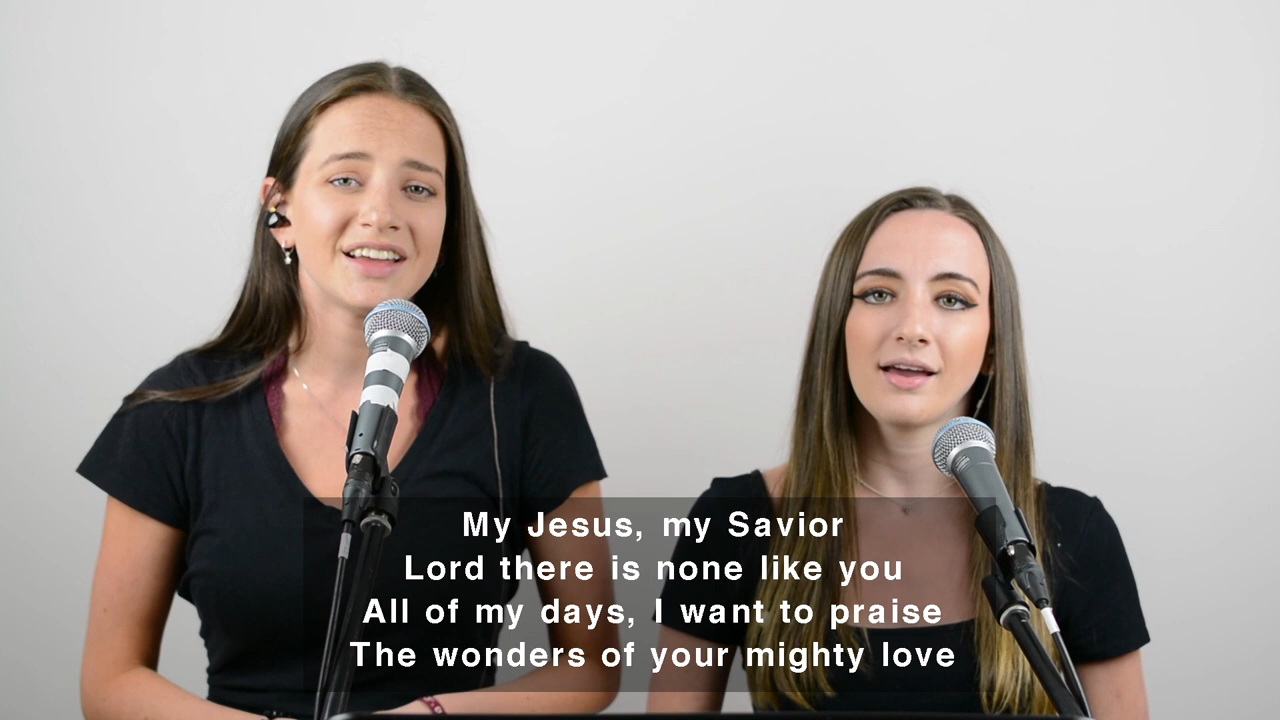 My Jesus, my Savior
Lord there is none like you
All of my days, I want to praise
The wonders of your mighty love